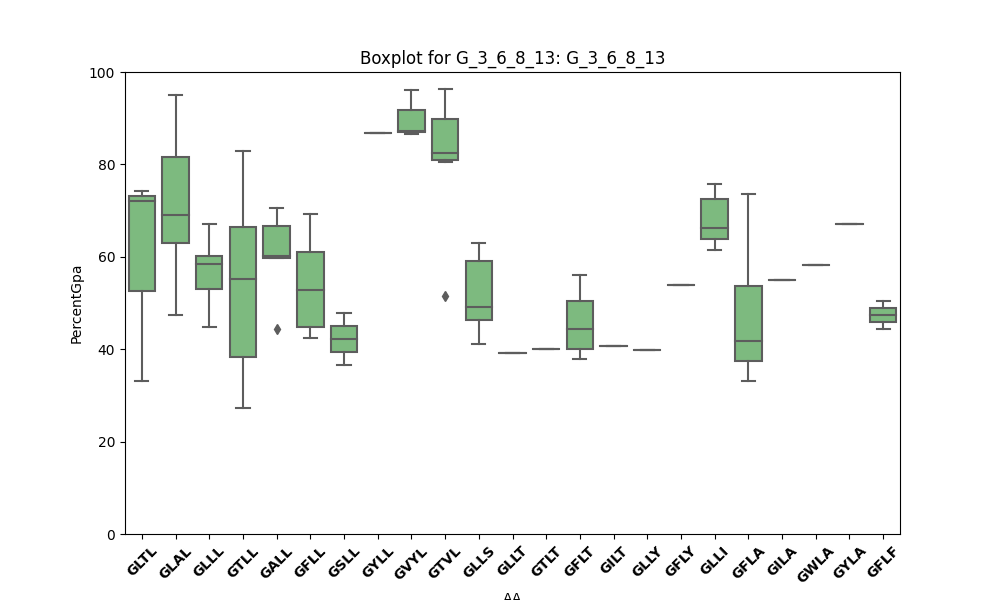 Boxplot for G_3_6_8_13: G_3_6_8_13
100
80
60
40
20
0
PercentGpa
GLTL GLAL GLLL GTLL GALL GFLL GSLL GYLL GVYL GTVL GLLS GLLT GTLT GFLT GILT GLLY GFLY GLLI GFLA GILA GWLA GYLA GFLF
AA